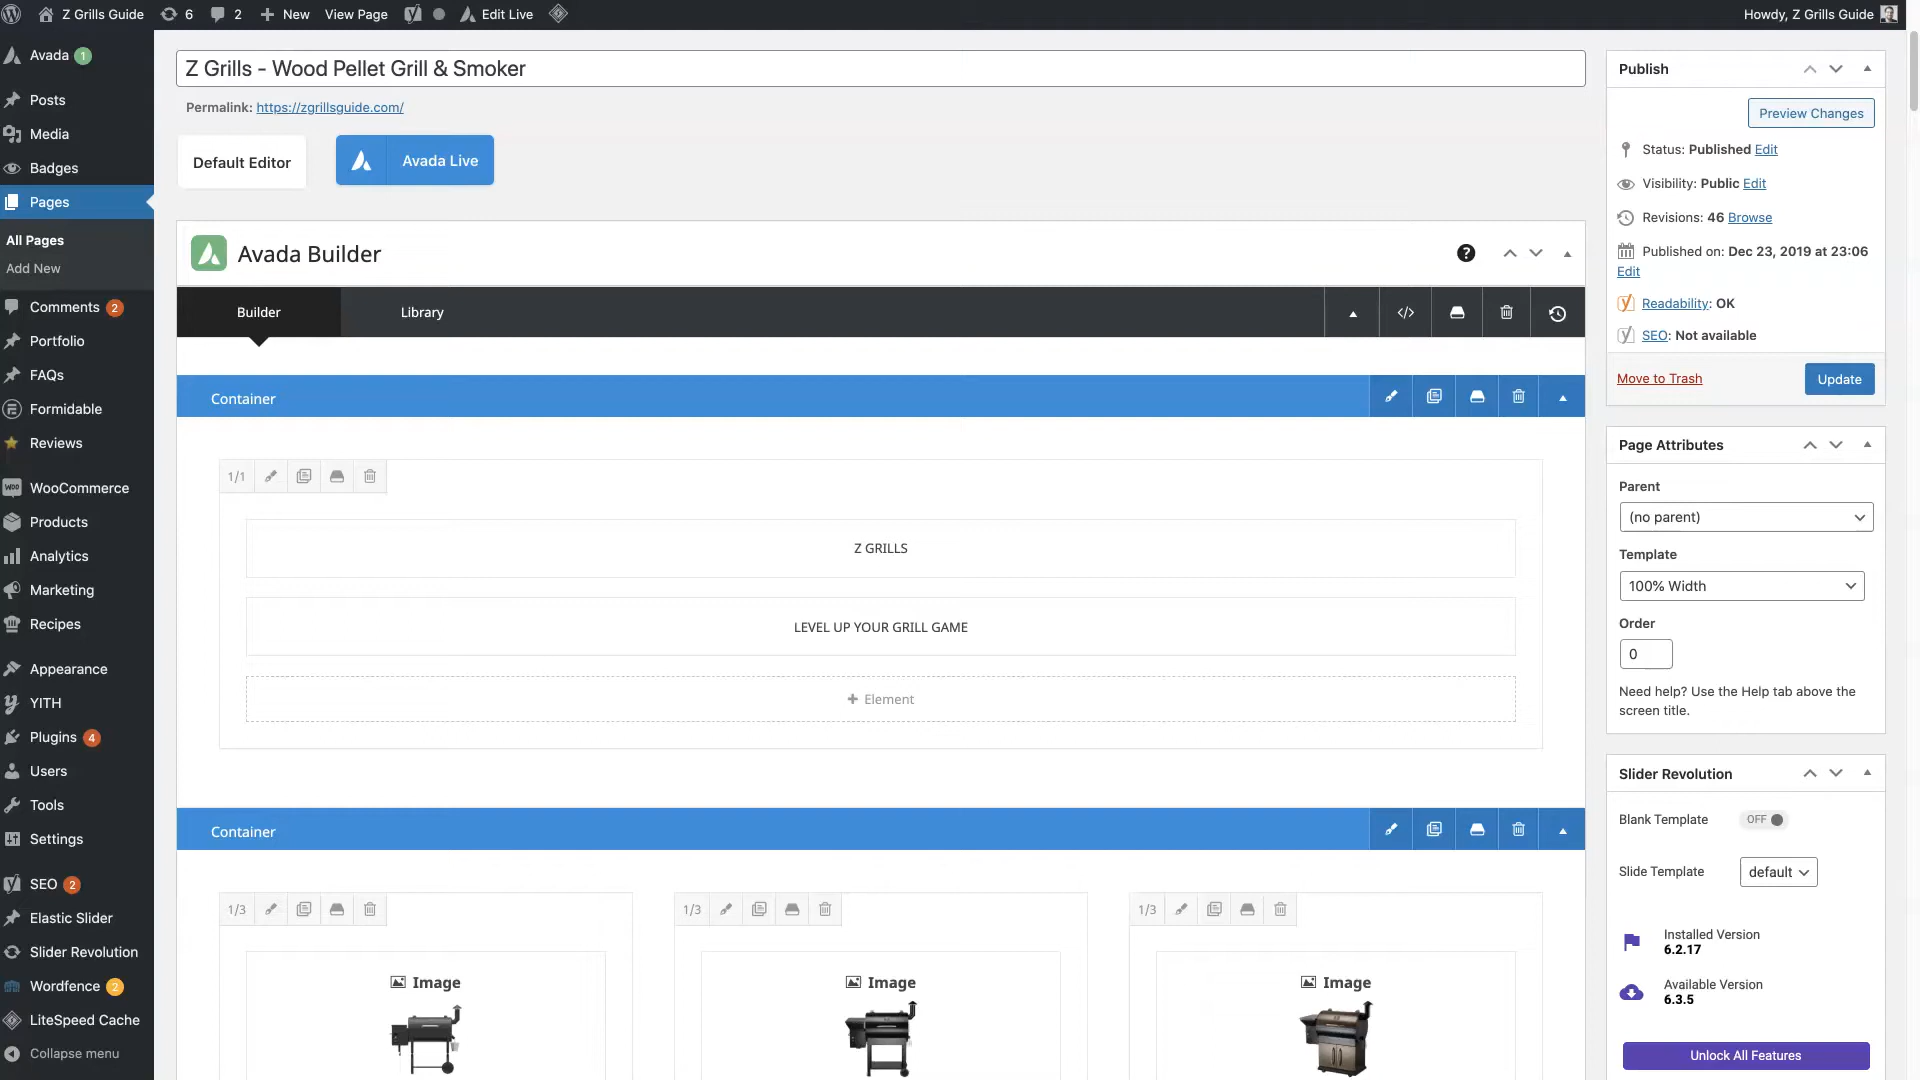 Z Grills Guide
6
2
New
View Page
Edit Live
Howdy, Z Grills Guide
Avada 1
Posts
Media
Badges
Pages
All Pages
Add New
Comments 2
Portfolio
FAQs
Formidable
Reviews
WooCommerce
Products
Analytics
Marketing
Recipes
Appearance
YITH
Plugins 4
Users
Tools
Settings
SEO 2
Elastic Slider
Slider Revolution
Wordfence 2
LiteSpeed Cache
Collapse menu
Z Grills - Wood Pellet Grill & Smoker
Permalink: https://zgrillsguide.com/
Default Editor
Avada Live
Avada Builder
Builder
Library
Container
1/1
Z GRILLS
LEVEL UP YOUR GRILL GAME
Element
Container
1/3
1/3
1/3
Image
Image
Image
Publish
Preview Changes
Status: Published Edit
Visibility: Public Edit
Revisions: 46 Browse
Published on: Dec 23, 2019 at 23:06
Edit
Readability: OK
SEO: Not available
Move to Trash
Update
Page Attributes
Parent
(no parent)
Template
100% Width
Order
0
Need help? Use the Help tab above the
screen title.
Slider Revolution
Blank Template
OFF
Slide Template
default
Installed Version
6.2.17
Available Version
6.3.5
Unlock All Features